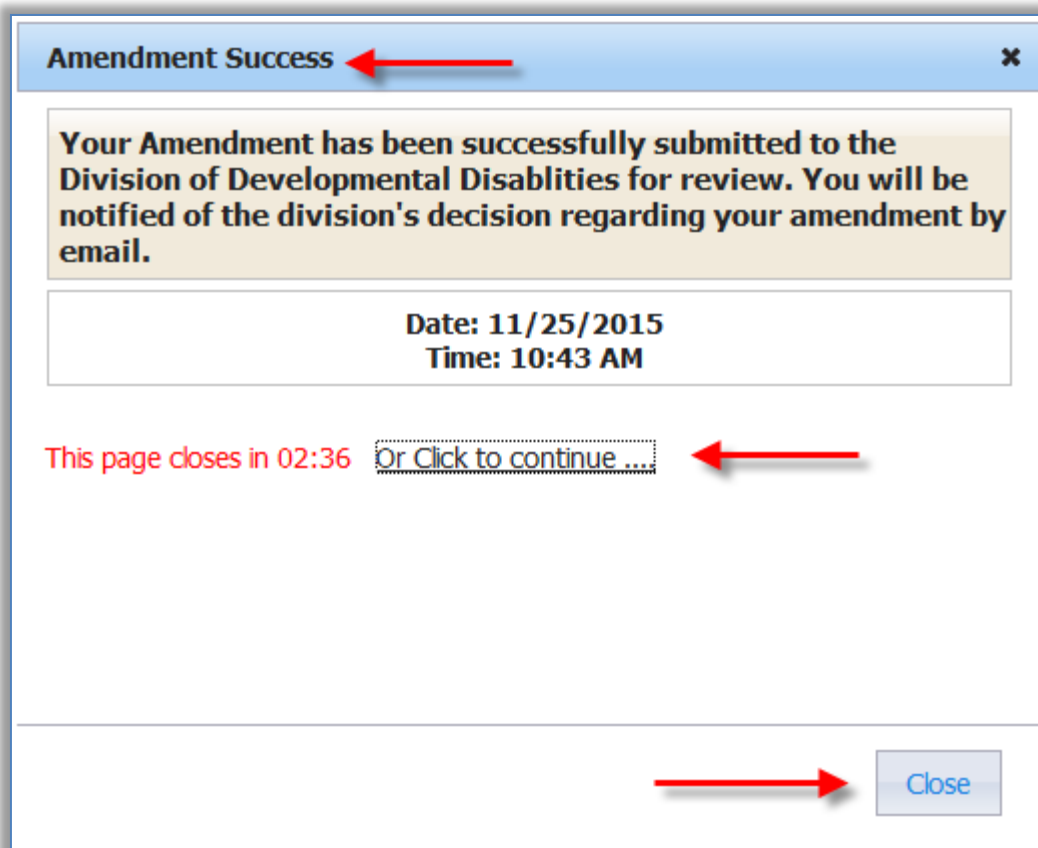 Amendment Success
Your Amendment has been successfully submitted to the
Division of Developmental Disablities for review. You will be
notified of the division's decision regarding your amendment by
email.
Date: 11/25/2015
Time: 10:43 AM
This page closes in 02:36 Or Click to continue ....
Close